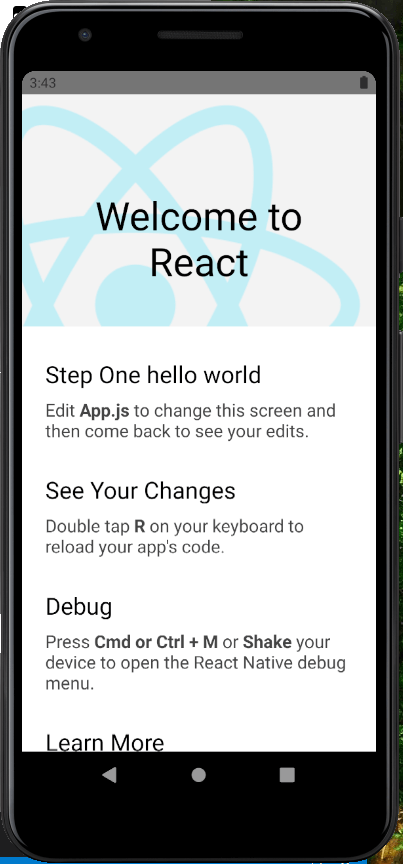 3:43
Welcome to
React
Step One hello world
Edit App.js to change this screen and
then come back to see your edits.
See Your Changes
Double tap R on your keyboard to
reload your app's code.
Debug
Press Cmd or Ctrl + M or Shake your
device to open the React Native debug
menu.
Learn More